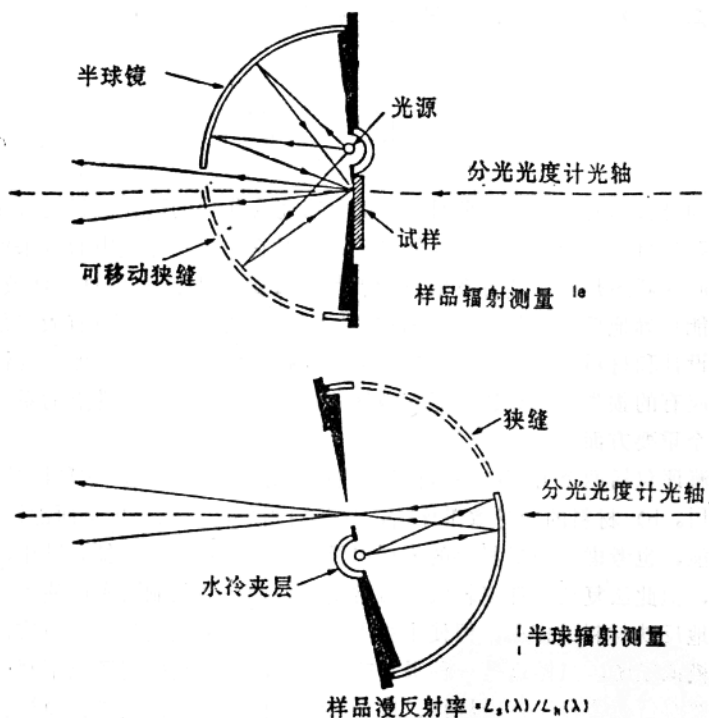 半球镜
光源
分光光度计光轴
试样
可移动狭缝
样品辐射测量
狭缝
分光光度计光轴
水冷夹层
半球辐射测量
样品漫反射率=Ls(λ)/Lh(λ)